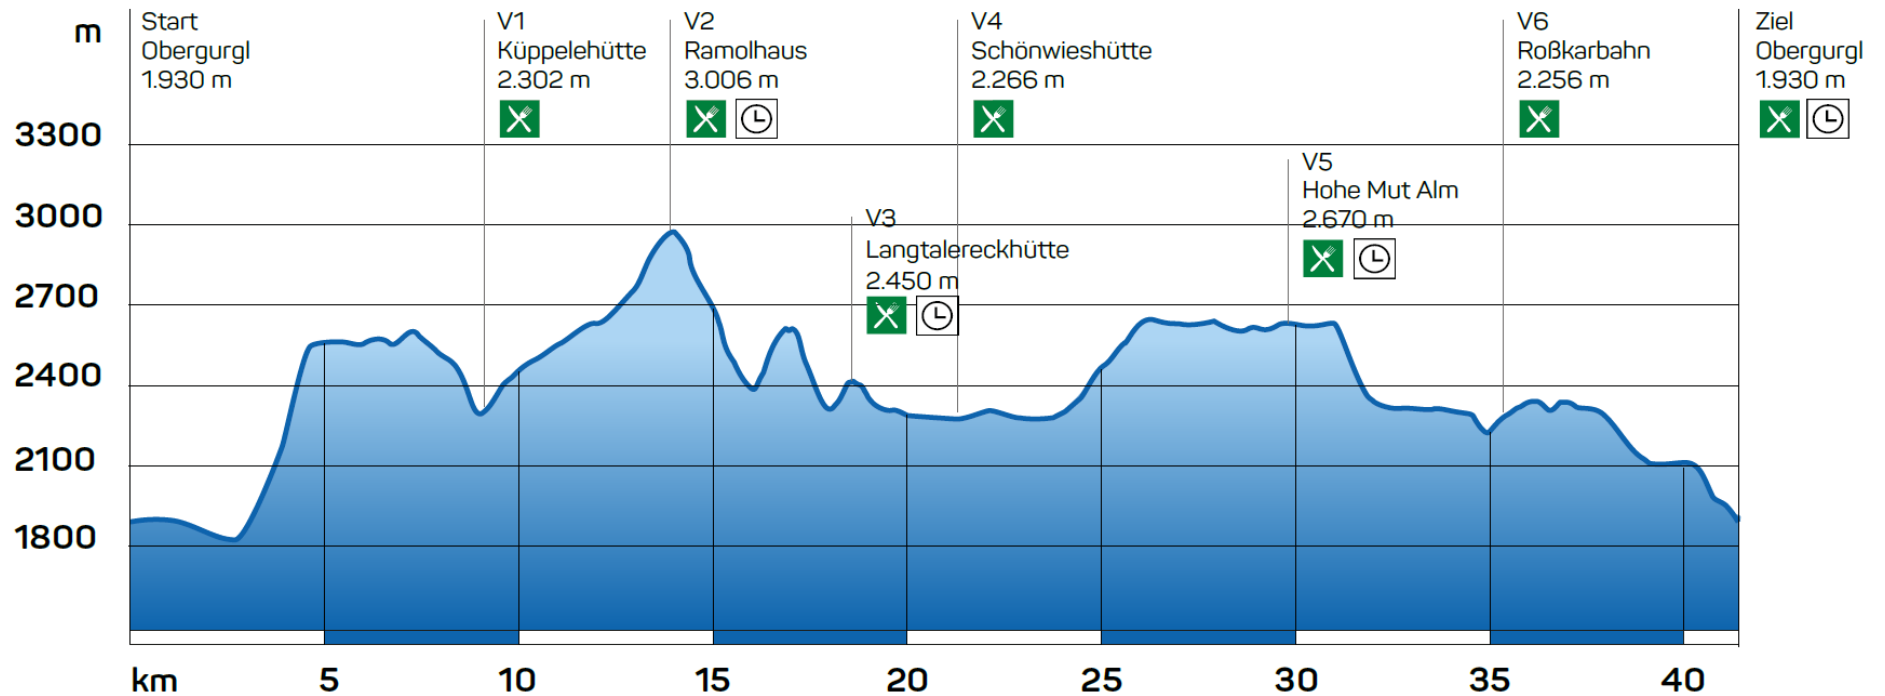 m
Start
Obergurgl
1.930 m
V1
Küppelehütte
2.302 m
V2
Ramolhaus
3.006 m
V4
Schönwieshütte
2.266 m
V6
Roßkarbahn
2.256 m
Ziel
Obergurgl
1.930 m
V5
Hohe Mut Alm
2.670 m
V3
Langtalereckhütte
2.450 m
3300
3000
2700
2400
2100
1800
km 5 10 15 20 25 30 35 40